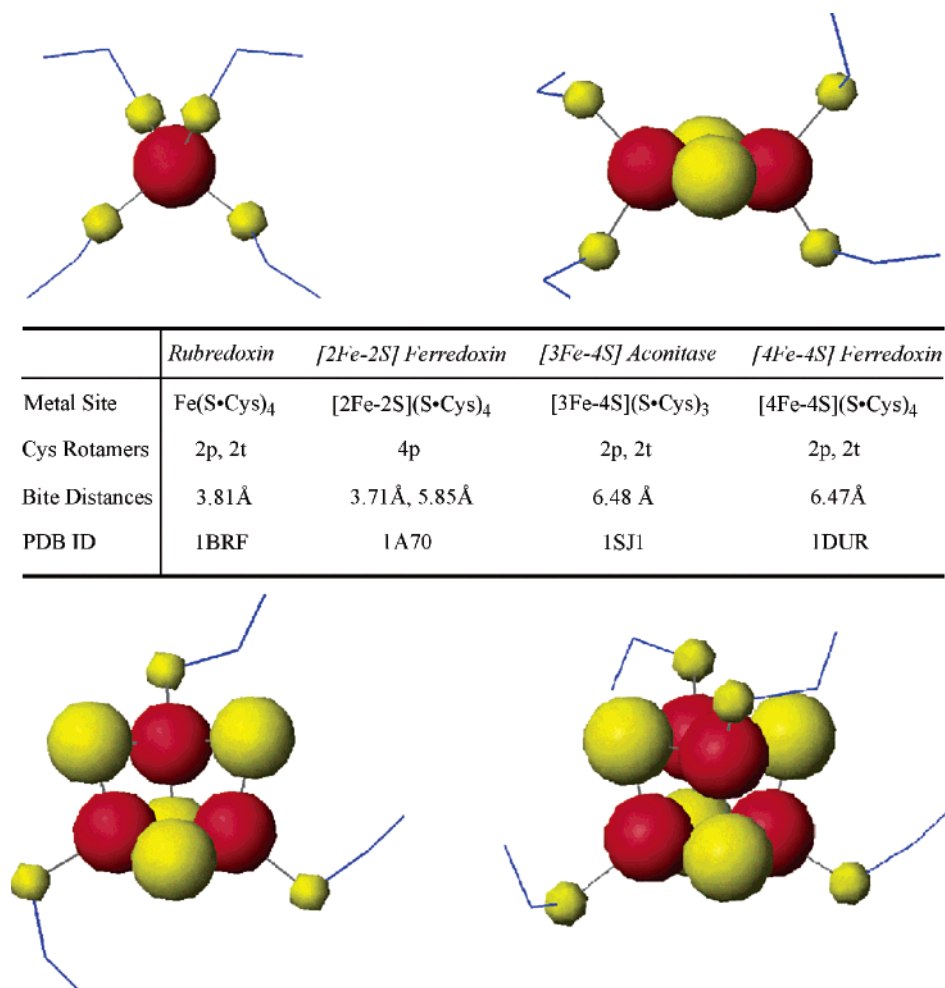 Rubredoxin [2Fe-2S] Ferredoxin [3Fe-4S] Aconitase [4Fe-4S] Ferredoxin
Metal Site Fe(S•Cys)4 [2Fe-2S](S•Cys)4 [3Fe-4S](S•Cys)3 [4Fe-4S](S•Cys)4
Cys Rotamers 2p, 2t 4p 2p, 2t 2p, 2t
Bite Distances 3.81Å 3.71Å, 5.85Å 6.48 Å 6.47Å
PDB ID 1BRF 1A70 1SJ1 1DUR